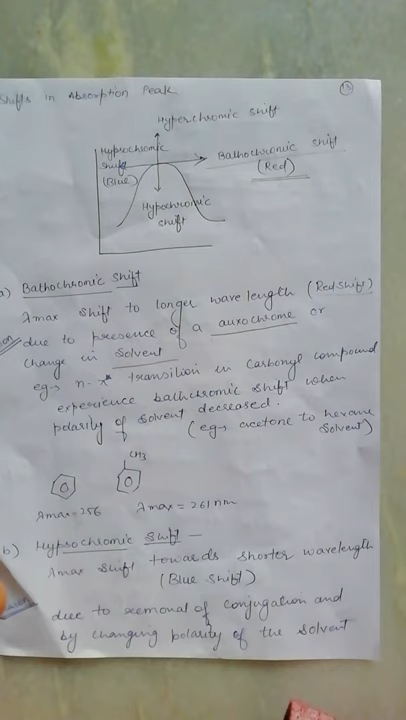 Shifts in Absorption Peak
13
Hyperchromic shift
Hypsochromic
shift
(Blue)
Bathochromic shift
(Red)
Hypochromic
shift
a) Bathochromic shift
λmax shift to longer wavelength (Red shift)
due to presence of a auxochrome or
change in solvent
eg→ n-π* transition in Carbonyl compound
experience bathchromic shift when
polarity of solvent decreased.
(eg→ acetone to hexane
solvent)
CH3
λmax=256
λmax = 261nm
b) Hypsochromic shift -
λmax shift towards shorter wavelength
(Blue shift)
due to removal of conjugation and
by changing polarity of the solvent